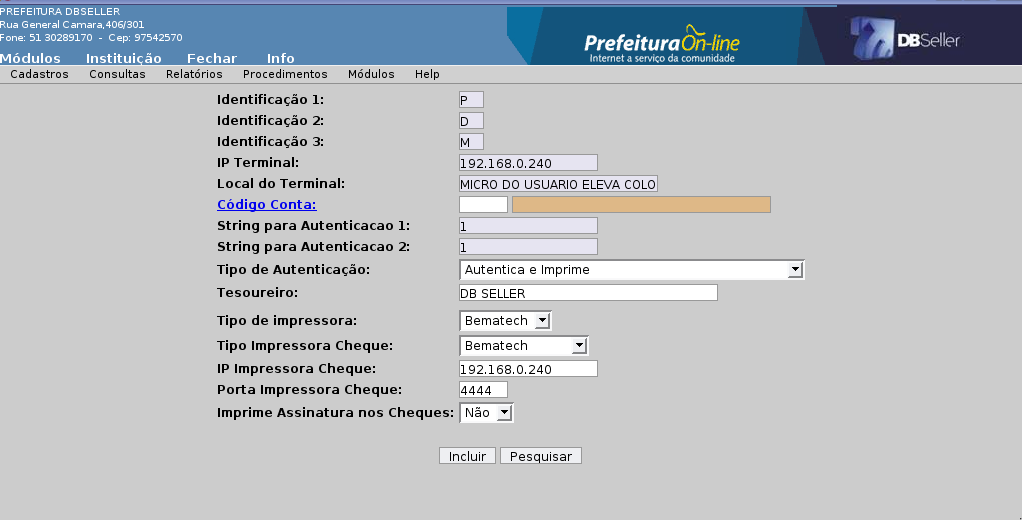 PREFEITURA DBSELLER
Rua General Camara,406/301
Fone: 51 30289170 - Cep: 97542570
Prefeitura On-line
Internet a serviço da comunidade
DBSeller
Módulos Instituição Fechar Info
Cadastros Consultas Relatórios Procedimentos Módulos Help
Identificação 1: P
Identificação 2: D
Identificação 3: M
IP Terminal: 192.168.0.240
Local do Terminal: MICRO DO USUARIO ELEVA COLO
Código Conta:
String para Autenticacao 1: 1
String para Autenticacao 2: 1
Tipo de Autenticação: Autentica e Imprime
Tesoureiro: DB SELLER
Tipo de impressora: Bematech
Tipo Impressora Cheque: Bematech
IP Impressora Cheque: 192.168.0.240
Porta Impressora Cheque: 4444
Imprime Assinatura nos Cheques: Não
Incluir Pesquisar